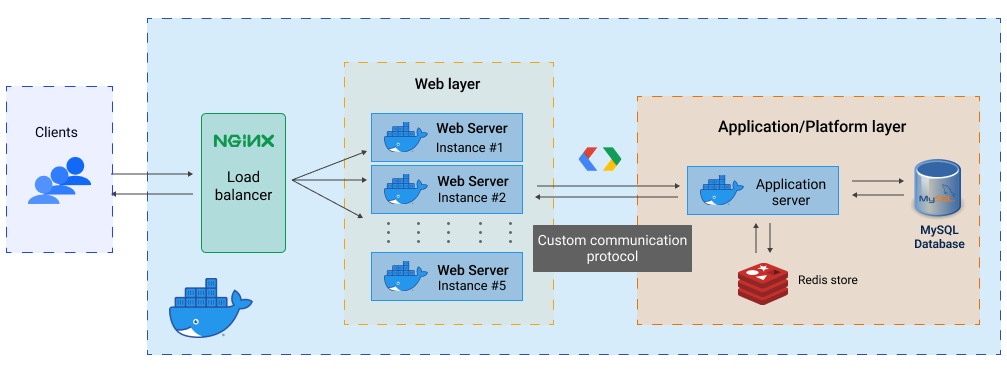 Clients
NGINX
Load
balancer
Web layer
Web Server
Instance #1
Web Server
Instance #2
Web Server
Instance #5
Custom communication
protocol
Application/Platform layer
Application
server
MySQL
MySQL
Database
Redis store